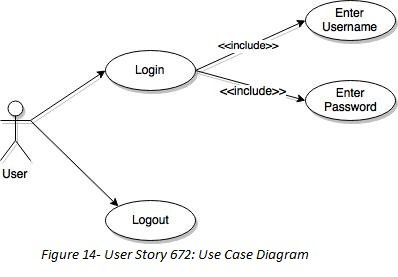 Enter
Username
<<include>>
Login
<<include>>
Enter
Password
User
Logout
Figure 14- User Story 672: Use Case Diagram